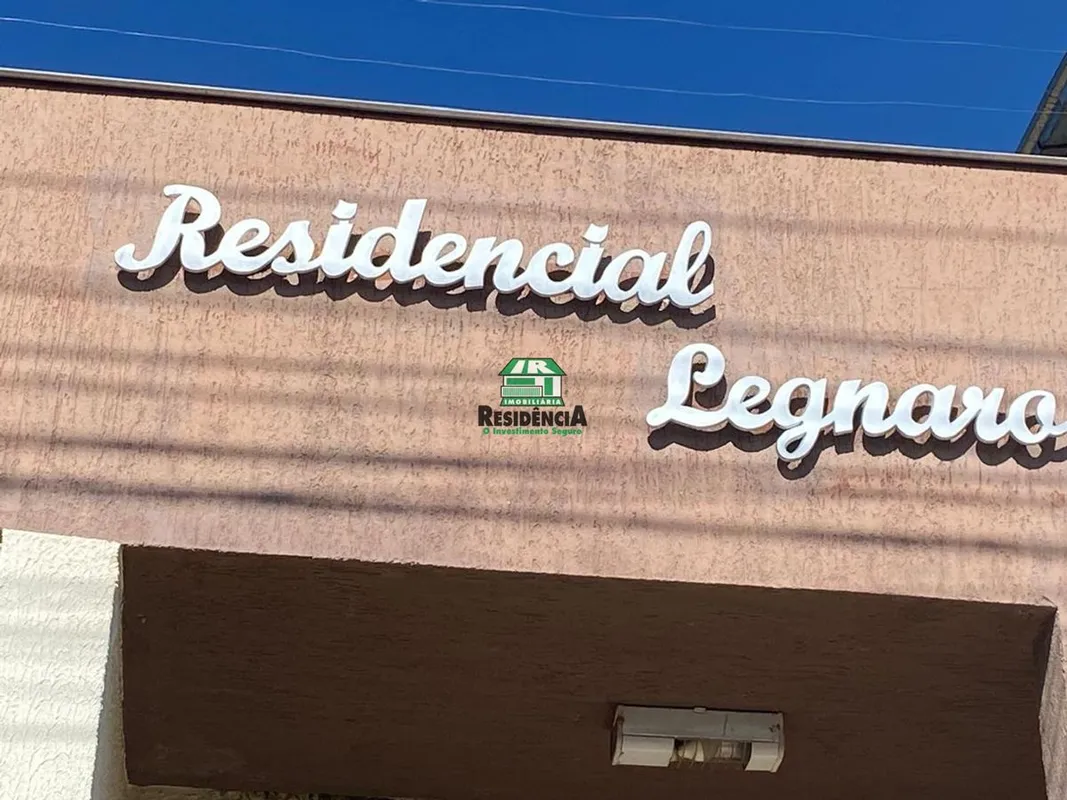 Residencial
Legnaro
IR
IMOBILIÁRIA
RESIDÊNCIA
O Investimento Seguro